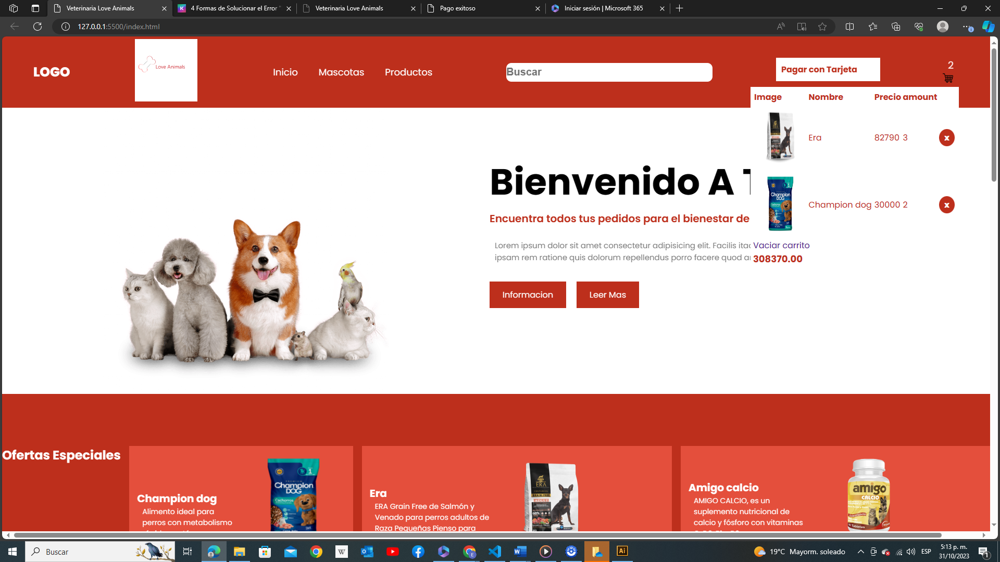 Veterinaria Love Animals
4 Formas de Solucionar el Error "
Veterinaria Love Animals
Pago exitoso
Iniciar sesión | Microsoft 365
127.0.0.1:5500/index.html
LOGO
Love Animals
Inicio
Mascotas
Productos
Buscar
Pagar con Tarjeta
2
Image Nombre Precio amount
Era 82790 3 x
Champion dog 30000 2 x
Vaciar carrito
308370.00
Bienvenido A
Encuentra todos tus pedidos para el bienestar de
Lorem ipsum dolor sit amet consectetur adipisicing elit. Facilis itac
ipsam rem ratione quis dolorum repellendus porro facere quod
Informacion
Leer Mas
Ofertas Especiales
Champion dog
Alimento ideal para
perros con metabolismo
Champion
DOG
Cachorros
Era
ERA Grain Free de Salmón y
Venado para perros adultos de
Raza Pequeñas Pienso para
ERA
ADULT
60%
Amigo calcio
AMIGO CALCIO, es un
suplemento nutricional de
calcio y fósforo con vitaminas
amigo
CALCIO
Tabletas
Buscar
19°C Mayorm. soleado
ESP
5:13 p. m.
31/10/2023
1